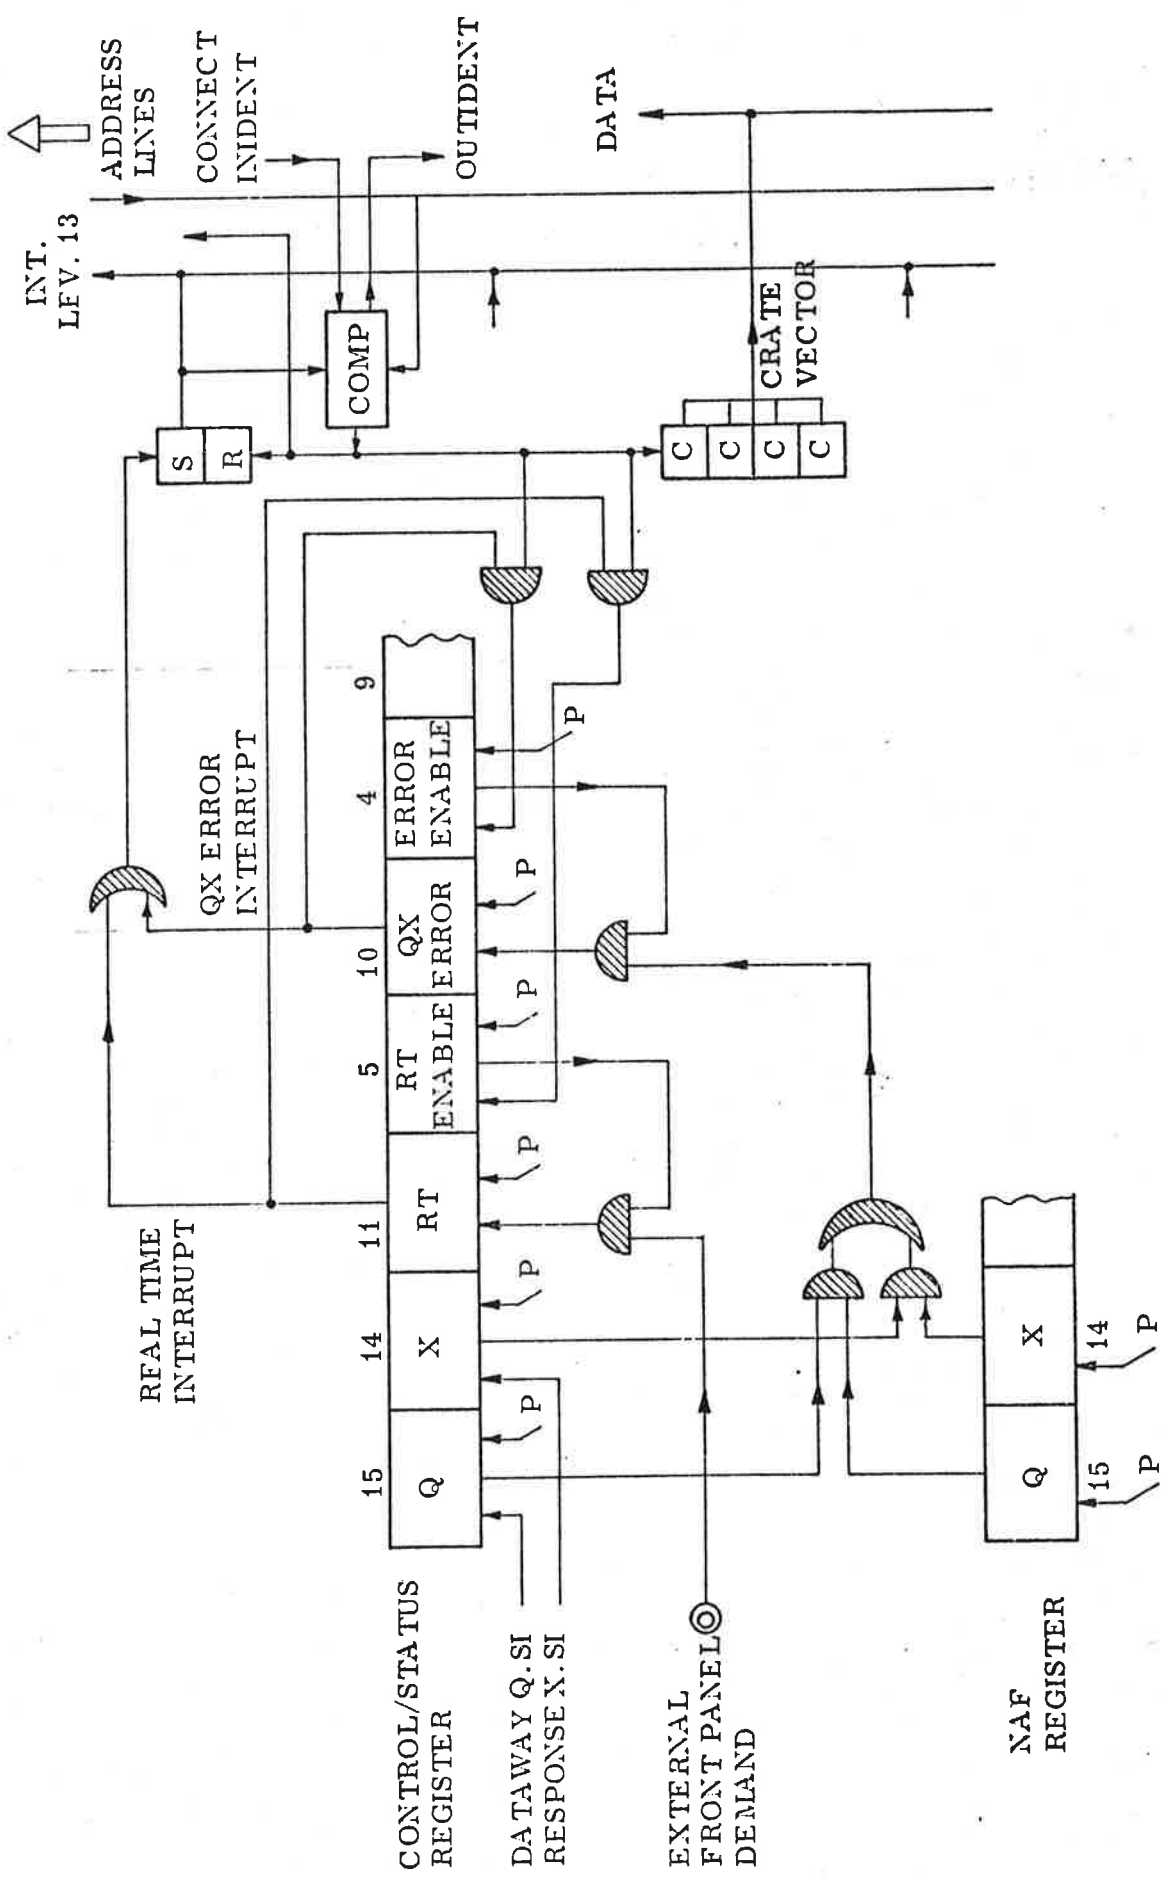 INT.
LEV. 13
ADDRESS
LINES
CONNECT
INIDENT
OUTIDENT
DATA
REAL TIME
INTERRUPT
QX ERROR
INTERRUPT
S
R
COMP
CRATE
VECTOR
C
C
C
C
15
14
11
5
10
4
9
CONTROL/STATUS
REGISTER
Q
X
RT
RT
ENABLE
QX
ERROR
ERROR
ENABLE
P
P
P
P
P
P
DATAWAY Q.SI
RESPONSE X.SI
EXTERNAL
FRONT PANEL
DEMAND
NAF
REGISTER
Q
X
15
14
P
P